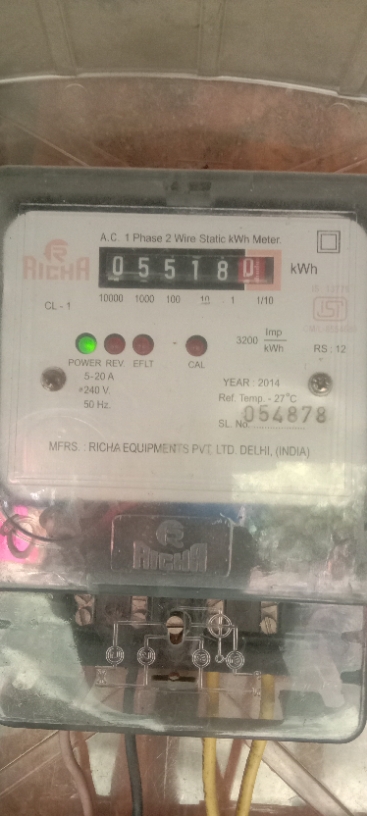 A.C. 1 Phase 2 Wire Static kWh Meter.
RICHA
055180 kWh
CL - 1
10000 1000 100 10 1 1/10
3200 Imp/kWh
RS : 12
POWER REV. EFLT CAL
5-20 A
240 V.
50 Hz.
YEAR : 2014
Ref. Temp. - 27°C
SL. No. 054878
MFRS. : RICHA EQUIPMENTS PVT. LTD. DELHI, (INDIA)
RICHA